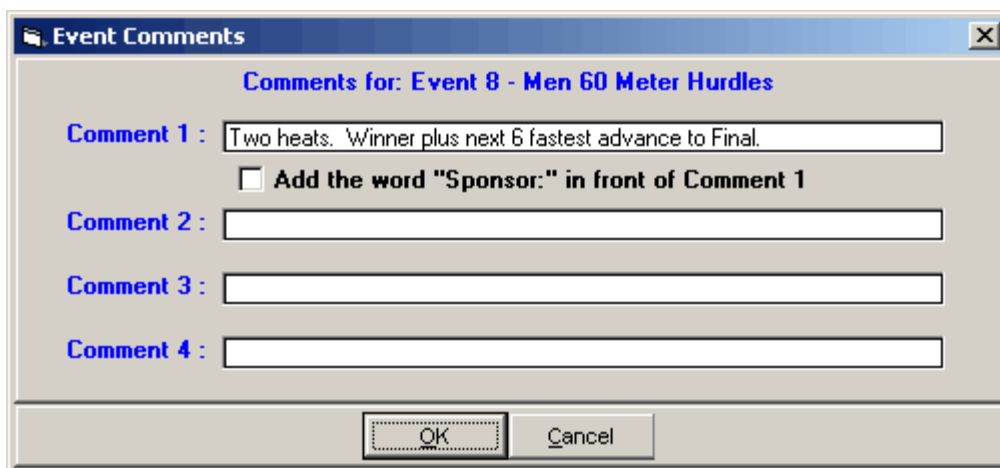 Event Comments
Comments for: Event 8 - Men 60 Meter Hurdles
Comment 1 : Two heats.  Winner plus next 6 fastest advance to Final.
Add the word "Sponsor:" in front of Comment 1
Comment 2 :
Comment 3 :
Comment 4 :
OK Cancel